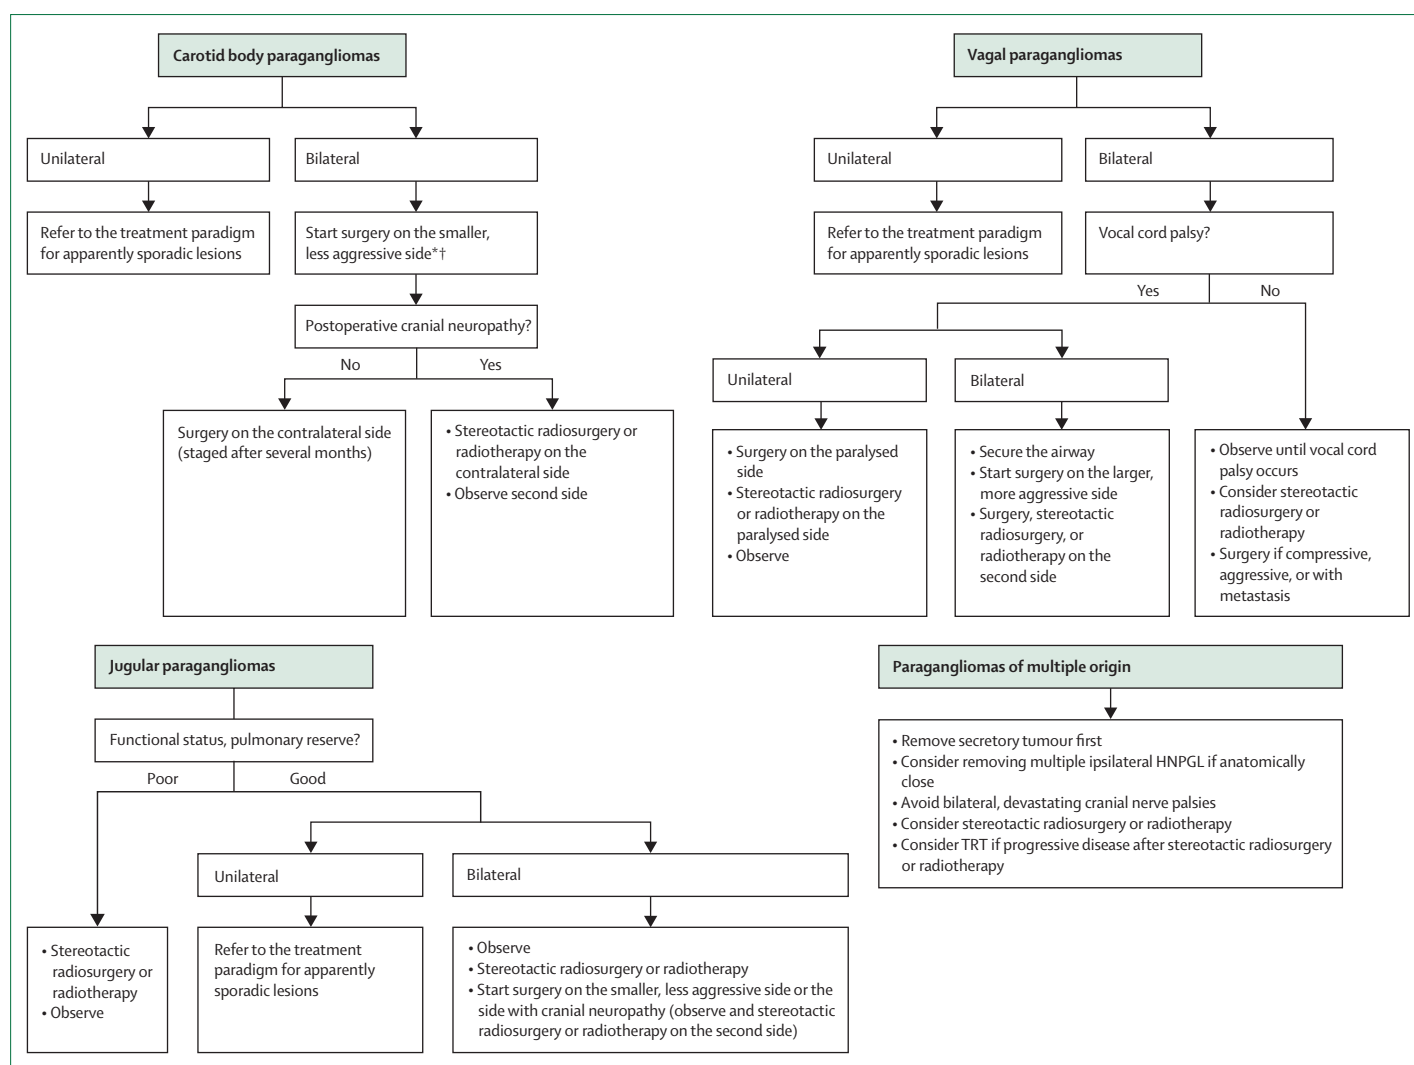 Carotid body paragangliomas
Unilateral
Bilateral
Refer to the treatment paradigm
for apparently sporadic lesions
Start surgery on the smaller,
less aggressive side*†
Postoperative cranial neuropathy?
No
Yes
Surgery on the contralateral side
(staged after several months)
• Stereotactic radiosurgery or
radiotherapy on the
contralateral side
• Observe second side
Vagal paragangliomas
Unilateral
Bilateral
Refer to the treatment paradigm
for apparently sporadic lesions
Vocal cord palsy?
Yes
No
Unilateral
Bilateral
• Surgery on the paralysed
side
• Stereotactic radiosurgery
or radiotherapy on the
paralysed side
• Observe
• Secure the airway
• Start surgery on the larger,
more aggressive side
• Surgery, stereotactic
radiosurgery, or
radiotherapy on the
second side
• Observe until vocal cord
palsy occurs
• Consider stereotactic
radiosurgery or
radiotherapy
• Surgery if compressive,
aggressive, or with
metastasis
Jugular paragangliomas
Functional status, pulmonary reserve?
Poor
Good
Unilateral
Bilateral
• Stereotactic
radiosurgery or
radiotherapy
• Observe
Refer to the treatment
paradigm for apparently
sporadic lesions
• Observe
• Stereotactic radiosurgery or radiotherapy
• Start surgery on the smaller, less aggressive side or the
side with cranial neuropathy (observe and stereotactic
radiosurgery or radiotherapy on the second side)
Paragangliomas of multiple origin
• Remove secretory tumour first
• Consider removing multiple ipsilateral HNPGL if anatomically
close
• Avoid bilateral, devastating cranial nerve palsies
• Consider stereotactic radiosurgery or radiotherapy
• Consider TRT if progressive disease after stereotactic radiosurgery
or radiotherapy